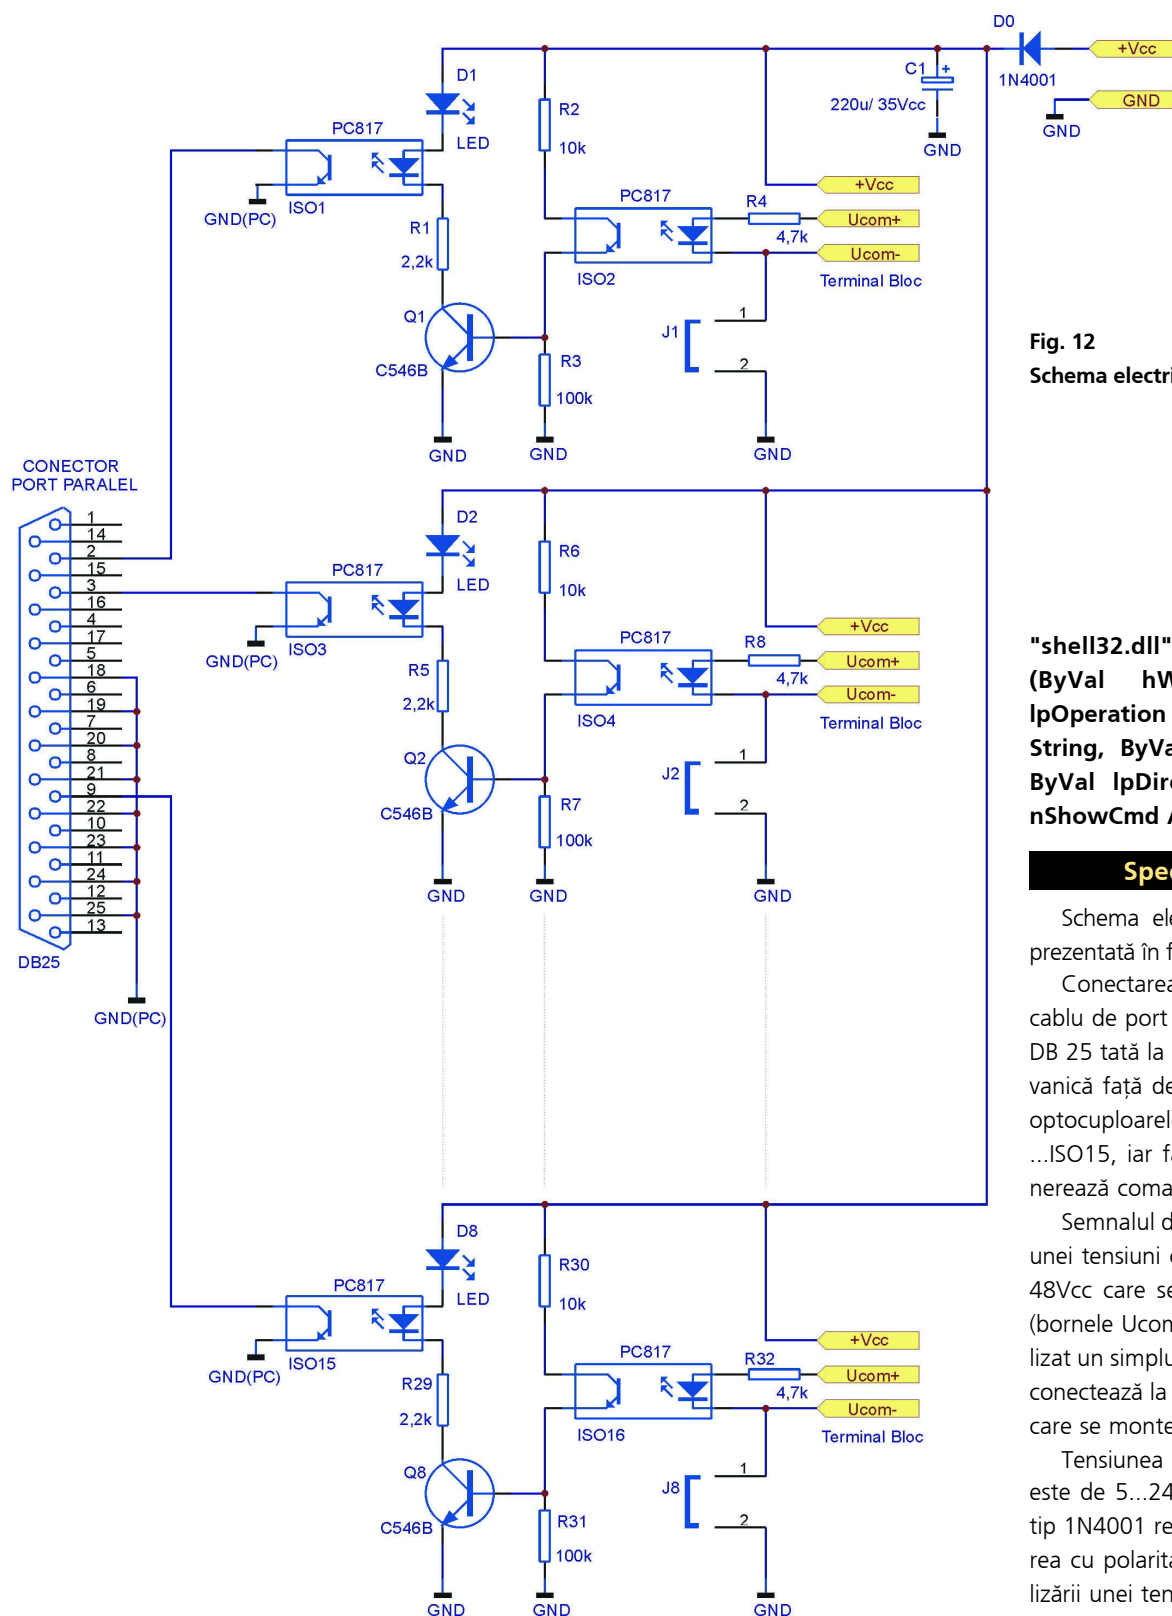 D0
+Vcc
1N4001
GND
GND
C1
+
220u/ 35Vcc
GND
D1
LED
R2
10k
PC817
ISO1
GND(PC)
R1
2,2k
PC817
ISO2
R4
4,7k
+Vcc
Ucom+
Ucom-
Terminal Bloc
Q1
C546B
R3
100k
J1
1
2
GND
GND
GND
Fig. 12
Schema electri
CONECTOR
PORT PARALEL
1
14
2
15
3
16
4
17
5
18
6
19
7
20
8
21
9
22
10
23
11
24
12
25
13
DB25
GND(PC)
D2
LED
R6
10k
PC817
ISO3
GND(PC)
R5
2,2k
PC817
ISO4
R8
4,7k
+Vcc
Ucom+
Ucom-
Terminal Bloc
Q2
C546B
R7
100k
J2
1
2
GND
GND
GND
D8
LED
R30
10k
PC817
ISO15
GND(PC)
R29
2,2k
PC817
ISO16
R32
4,7k
+Vcc
Ucom+
Ucom-
Terminal Bloc
Q8
C546B
R31
100k
J8
1
2
GND
GND
GND
"shell32.dll"
(ByVal hW
lpOperation
String, ByVa
ByVal lpDire
nShowCmd A
Spec
Schema ele
prezentată în f
Conectarea
cablu de port
DB 25 tată la
vanică față de
optocuploarel
...ISO15, iar fa
nerează coma
Semnalul d
unei tensiuni c
48Vcc care se
(bornele Ucom
lizat un simplu
conectează la
care se monte
Tensiunea
este de 5...24
tip 1N4001 re
rea cu polarita
lizării unei ten